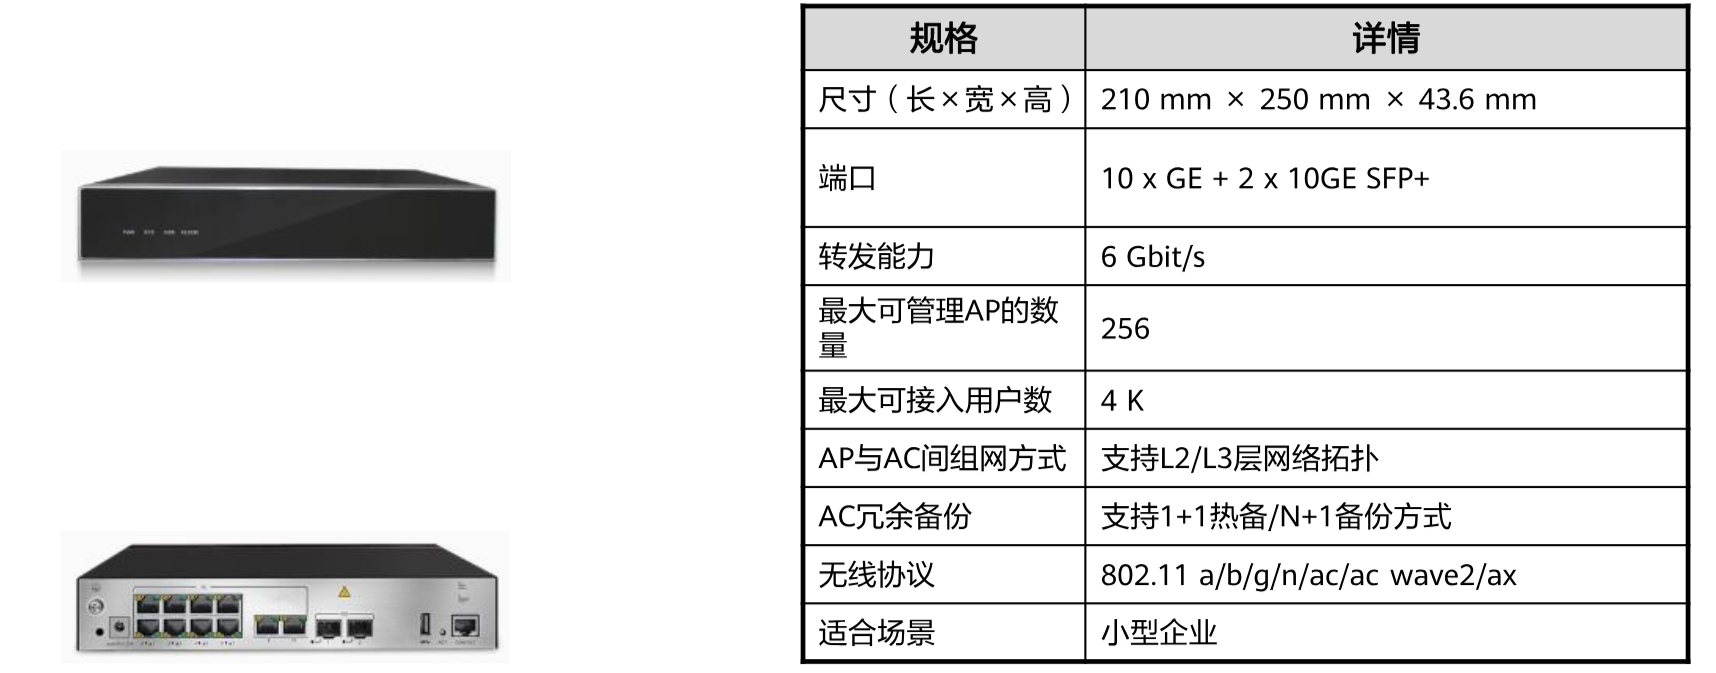 规格 详情
尺寸（长×宽×高） 210 mm × 250 mm × 43.6 mm
端口 10 x GE + 2 x 10GE SFP+
转发能力 6 Gbit/s
最大可管理AP的数
量
256
最大可接入用户数 4 K
AP与AC间组网方式 支持L2/L3层网络拓扑
AC冗余备份 支持1+1热备/N+1备份方式
无线协议 802.11 a/b/g/n/ac/ac wave2/ax
适合场景 小型企业